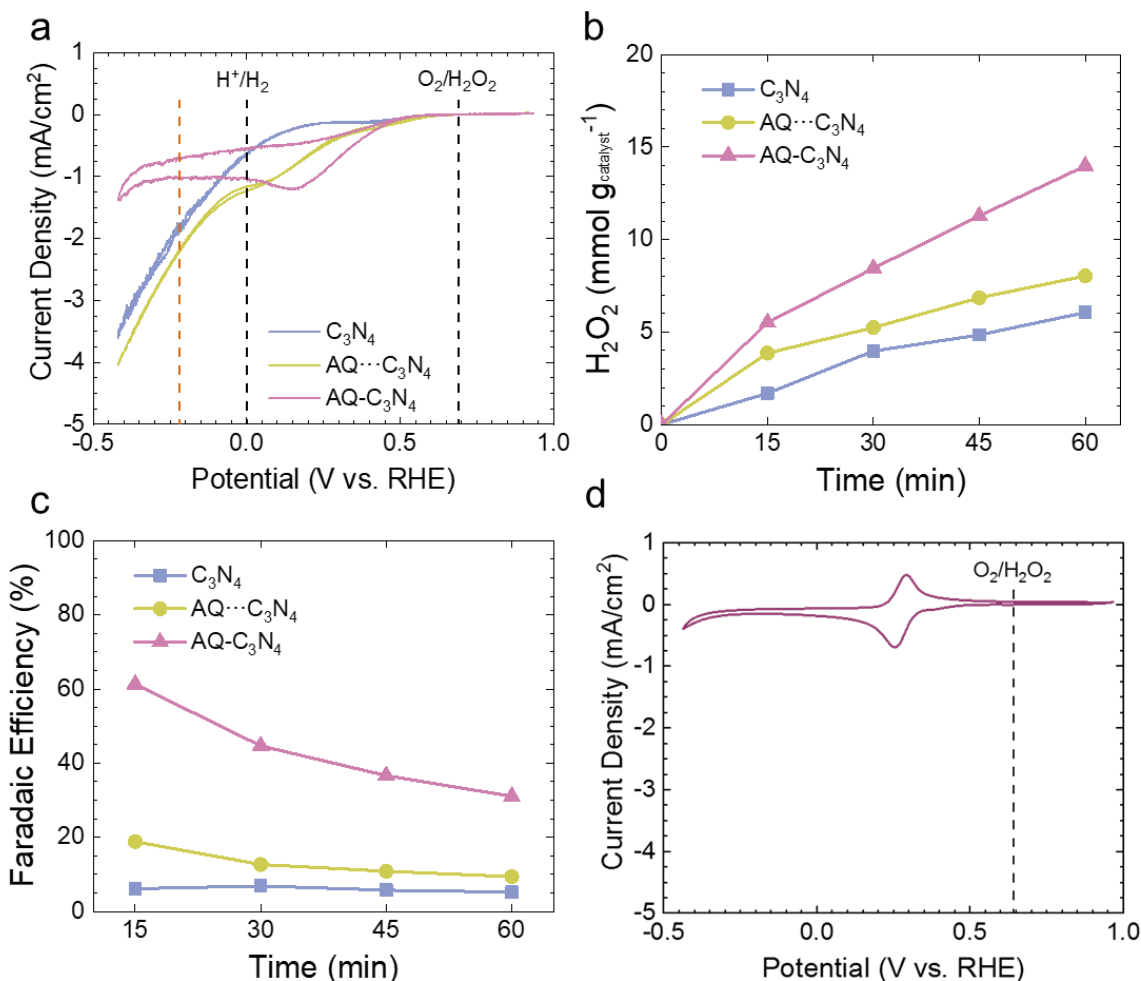 a
1
0
-1
-2
-3
-4
-5
-0.5
0.0
0.5
1.0
H⁺/H₂
O₂/H₂O₂
C₃N₄
AQ···C₃N₄
AQ-C₃N₄
Current Density (mA/cm²)
Potential (V vs. RHE)
b
20
15
10
5
0
0
15
30
45
60
C₃N₄
AQ···C₃N₄
AQ-C₃N₄
H₂O₂ (mmol gcatalyst⁻¹)
Time (min)
c
100
80
60
40
20
0
15
30
45
60
C₃N₄
AQ···C₃N₄
AQ-C₃N₄
Faradaic Efficiency (%)
Time (min)
d
1
0
-1
-2
-3
-4
-5
-0.5
0.0
0.5
1.0
O₂/H₂O₂
Current Density (mA/cm²)
Potential (V vs. RHE)